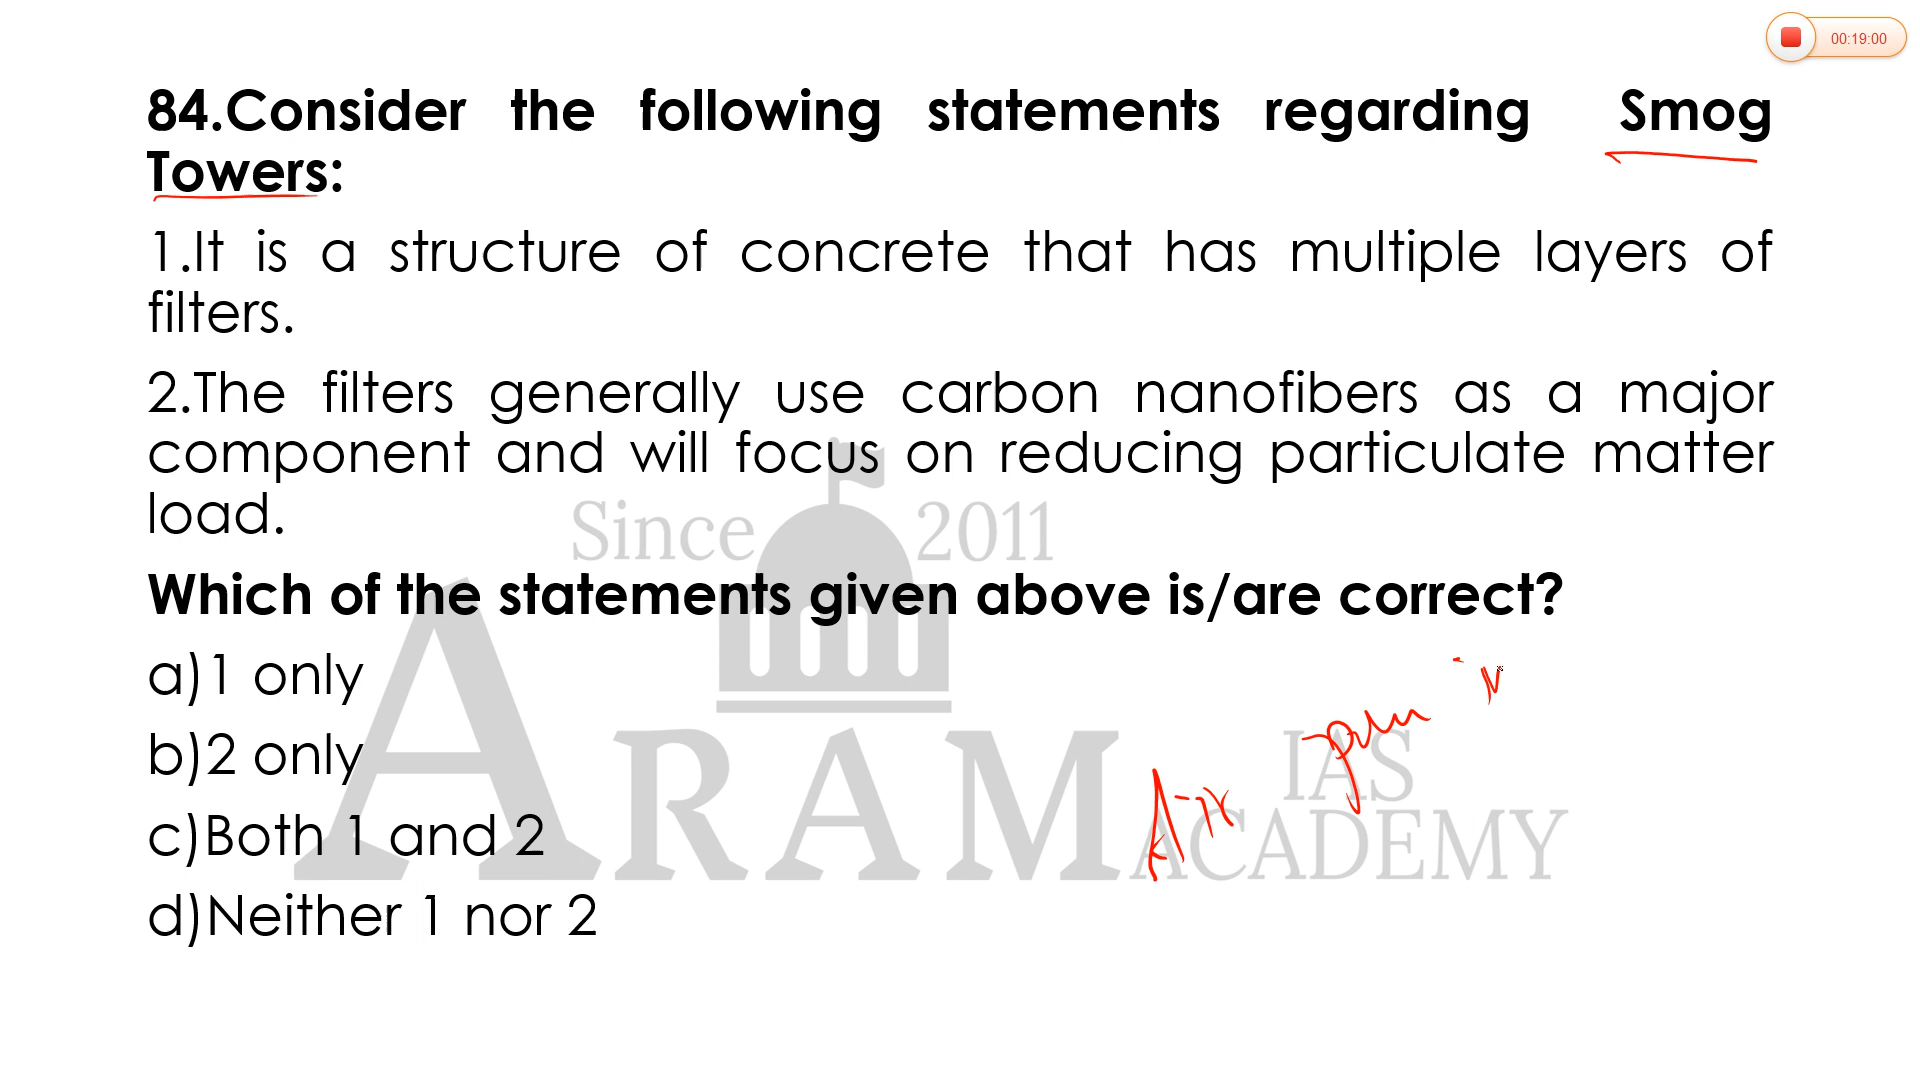 00:19:00
84.Consider the following statements regarding Smog
Towers:
1.It is a structure of concrete that has multiple layers of
filters.
2.The filters generally use carbon nanofibers as a major
component and will focus on reducing particulate matter
load.
Since 2011
Which of the statements given above is/are correct?
a)1 only
b)2 only
c)Both 1 and 2
d)Neither 1 nor 2
ARAM IAS
ACADEMY
Air